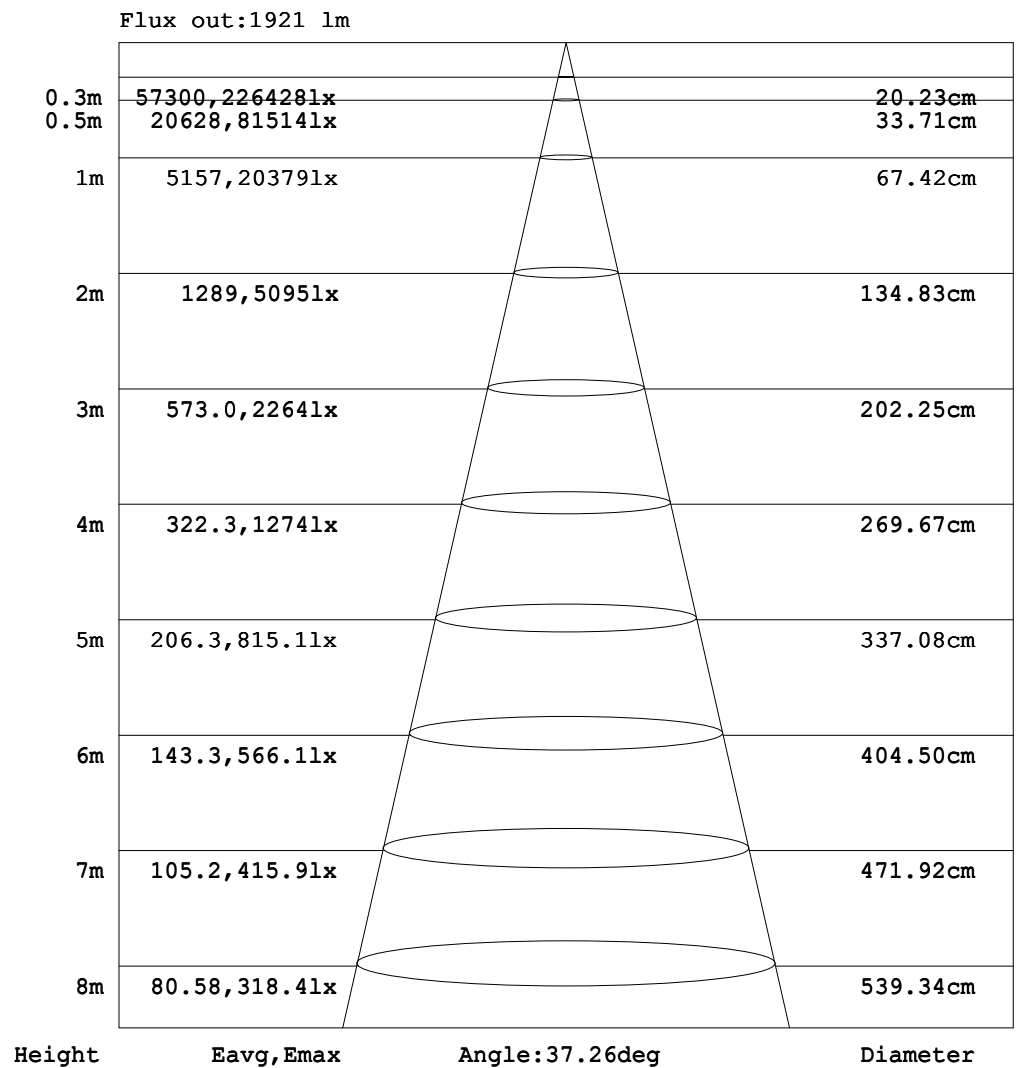 Flux out:1921 lm
0.3m 57300,226428lx 20.23cm
0.5m 20628,81514lx 33.71cm
1m 5157,20379lx 67.42cm
2m 1289,5095lx 134.83cm
3m 573.0,2264lx 202.25cm
4m 322.3,1274lx 269.67cm
5m 206.3,815.1lx 337.08cm
6m 143.3,566.1lx 404.50cm
7m 105.2,415.9lx 471.92cm
8m 80.58,318.4lx 539.34cm
Height Eavg,Emax Angle:37.26deg Diameter